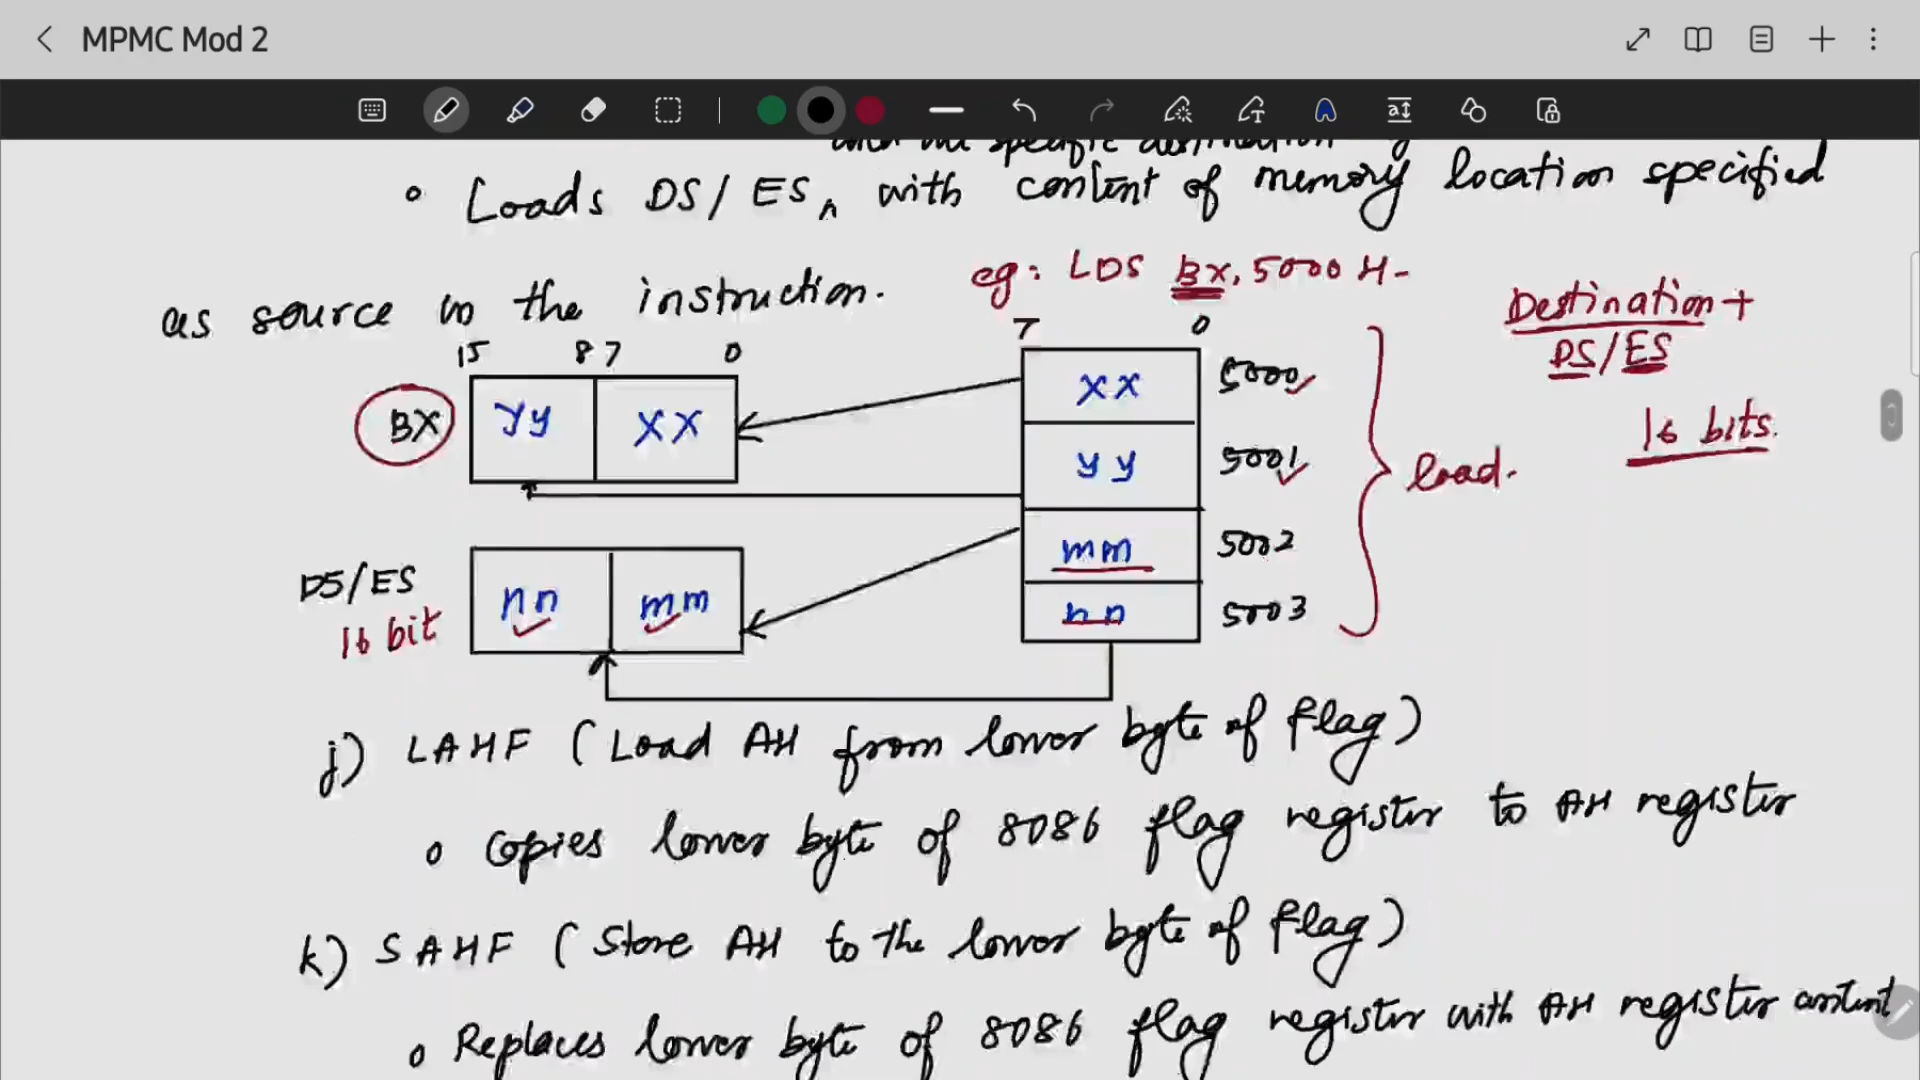 MPMC Mod 2
specific destination
Loads DS/ES, with content of memory location specified
as source in the instruction.
eg: LDS BX, 5000 H.
Destination +
DS/ES
16 bits.
15 8 7 0
7 0
BX yy XX
XX 5000
yy 5001
mm 5002
nn 5003
load.
DS/ES
16 bit
nn mm
j) LAHF (Load AH from lower byte of flag)
Copies lower byte of 8086 flag register to AH register
k) SAHF (Store AH to the lower byte of flag)
Replaces lower byte of 8086 flag register with AH register content